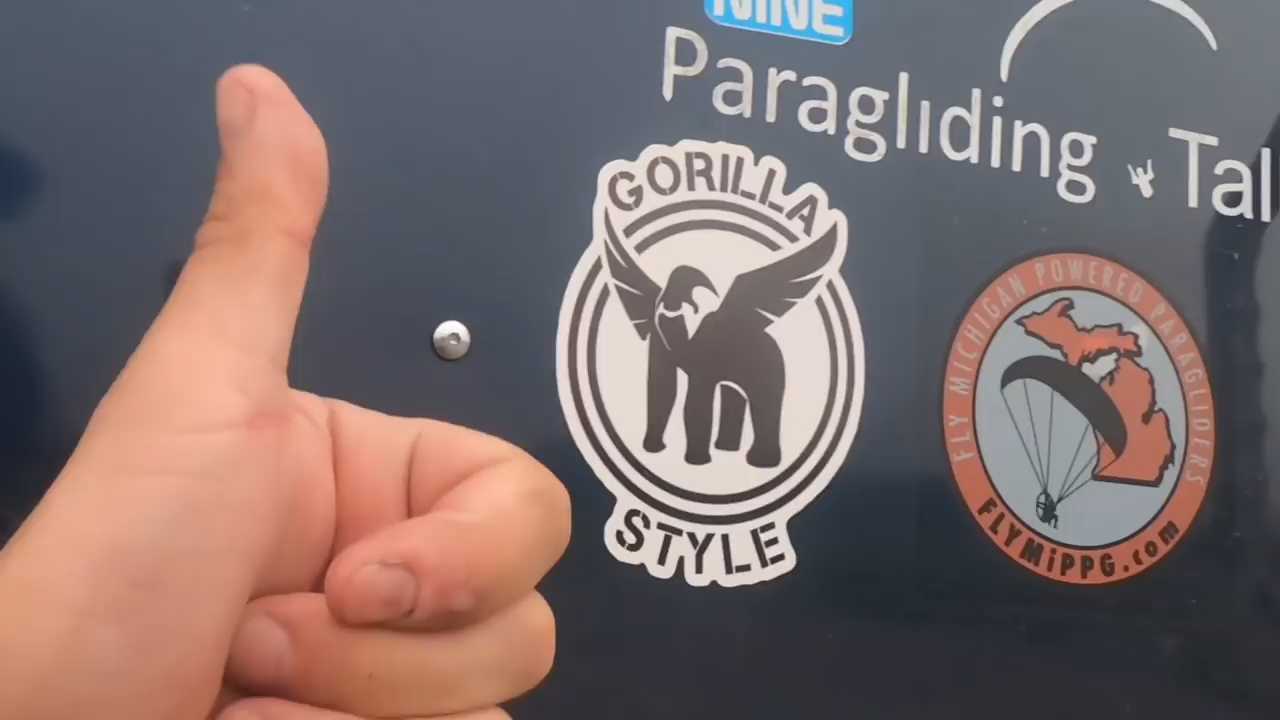 NINE
Paragliding Tal
GORILLA
STYLE
FLY MICHIGAN POWERED PARAGLIDERS
FLYMiPPG.com